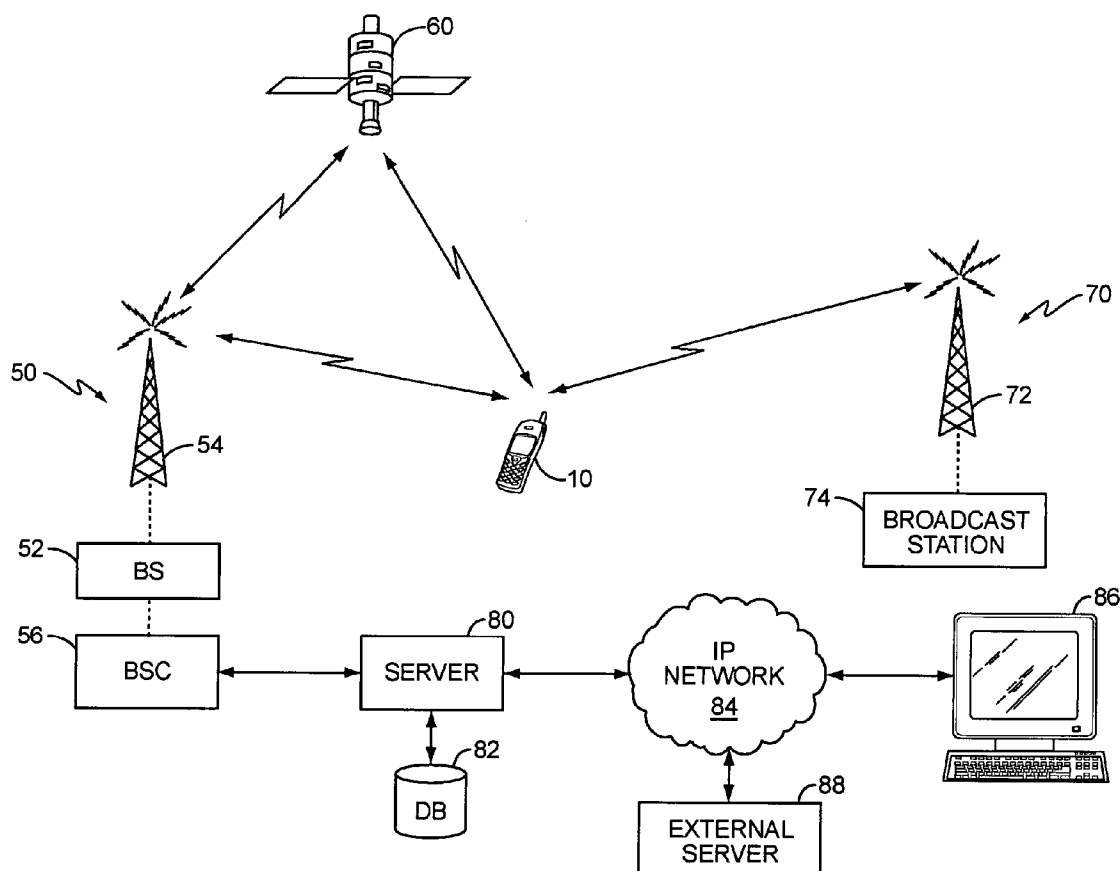 60
70
50
72
54
10
74
BROADCAST
STATION
52
BS
86
56
80
IP
NETWORK
84
BSC
SERVER
82
DB
88
EXTERNAL
SERVER